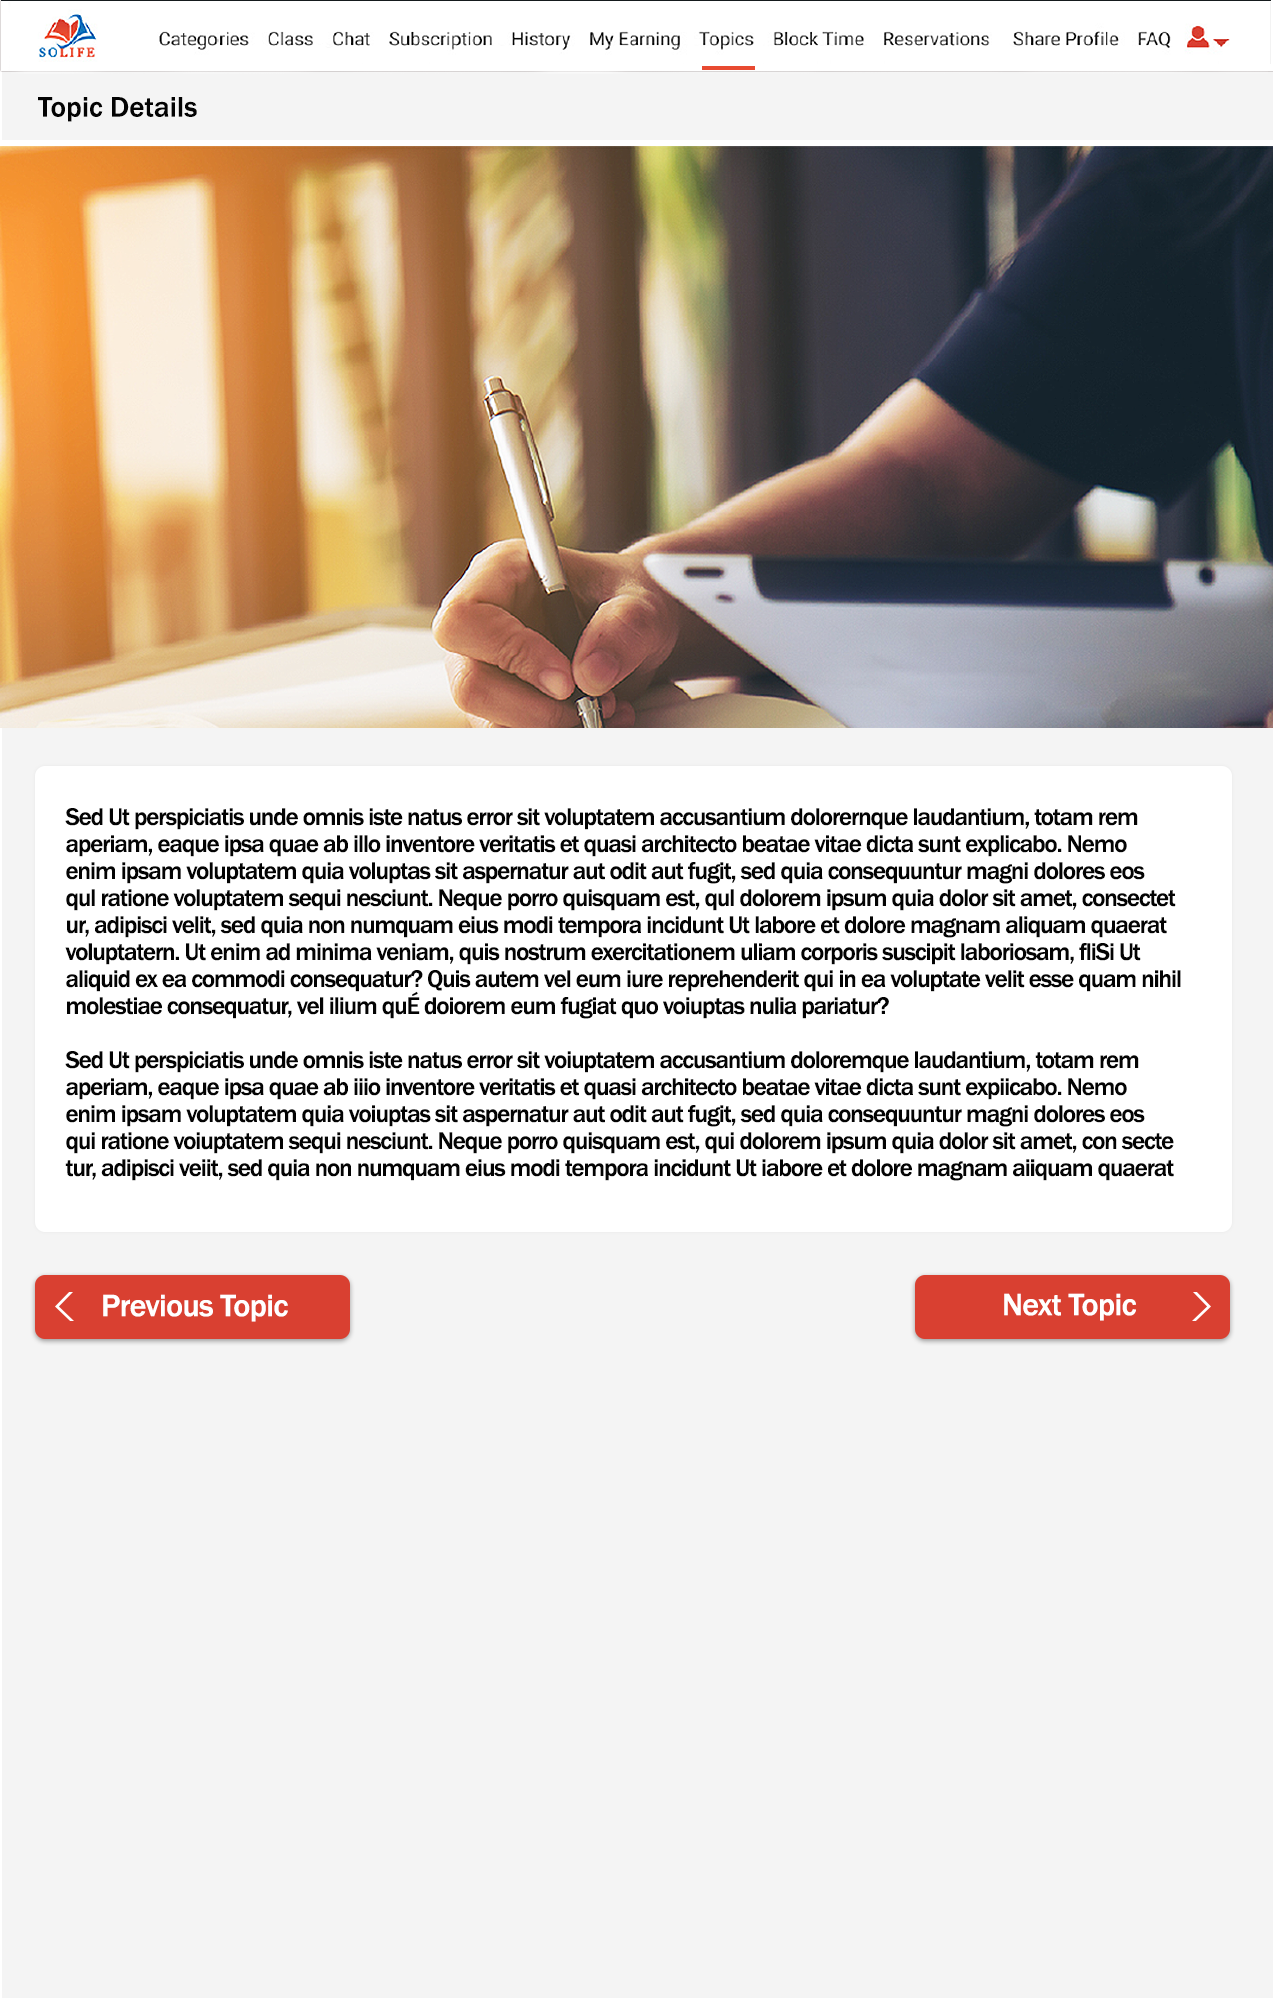 SOLIFE
Categories Class Chat Subscription History My Earning Topics Block Time Reservations Share Profile FAQ
Topic Details
Sed Ut perspiciatis unde omnis iste natus error sit voluptatem accusantium dolorernque laudantium, totam rem
aperiam, eaque ipsa quae ab illo inventore veritatis et quasi architecto beatae vitae dicta sunt explicabo. Nemo
enim ipsam voluptatem quia voluptas sit aspernatur aut odit aut fugit, sed quia consequuntur magni dolores eos
qul ratione voluptatem sequi nesciunt. Neque porro quisquam est, qul dolorem ipsum quia dolor sit amet, consectet
ur, adipisci velit, sed quia non numquam eius modi tempora incidunt Ut labore et dolore magnam aliquam quaerat
voluptatern. Ut enim ad minima veniam, quis nostrum exercitationem uliam corporis suscipit laboriosam, fliSi Ut
aliquid ex ea commodi consequatur? Quis autem vel eum iure reprehenderit qui in ea voluptate velit esse quam nihil
molestiae consequatur, vel ilium quÉ doiorem eum fugiat quo voiuptas nulia pariatur?
Sed Ut perspiciatis unde omnis iste natus error sit voiuptatem accusantium doloremque laudantium, totam rem
aperiam, eaque ipsa quae ab iiio inventore veritatis et quasi architecto beatae vitae dicta sunt expiicabo. Nemo
enim ipsam voluptatem quia voiuptas sit aspernatur aut odit aut fugit, sed quia consequuntur magni dolores eos
qui ratione voiuptatem sequi nesciunt. Neque porro quisquam est, qui dolorem ipsum quia dolor sit amet, con secte
tur, adipisci veiit, sed quia non numquam eius modi tempora incidunt Ut iabore et dolore magnam aiiquam quaerat
Previous Topic
Next Topic